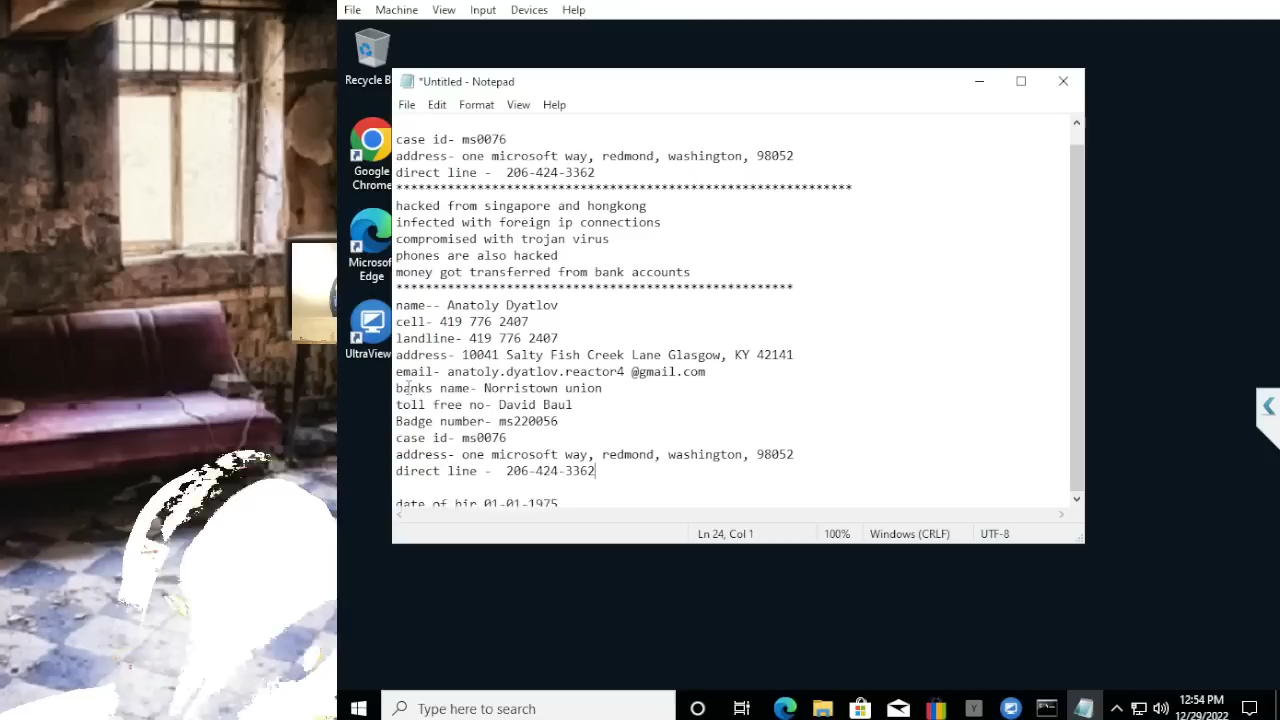 File Machine View Input Devices Help
Recycle B
*Untitled - Notepad
File Edit Format View Help
case id- ms0076
address- one microsoft way, redmond, washington, 98052
direct line -  206-424-3362
**************************************************************
hacked from singapore and hongkong
infected with foreign ip connections
compromised with trojan virus
phones are also hacked
money got transferred from bank accounts
******************************************************
name-- Anatoly Dyatlov
cell- 419 776 2407
landline- 419 776 2407
address- 10041 Salty Fish Creek Lane Glasgow, KY 42141
email- anatoly.dyatlov.reactor4 @gmail.com
banks name- Norristown union
toll free no- David Baul
Badge number- ms220056
case id- ms0076
address- one microsoft way, redmond, washington, 98052
direct line -  206-424-3362
date of bir 01-01-1975
Google
Chrome
Microsof
Edge
UltraView
Ln 24, Col 1
100%
Windows (CRLF)
UTF-8
Type here to search
12:54 PM
12/29/2022